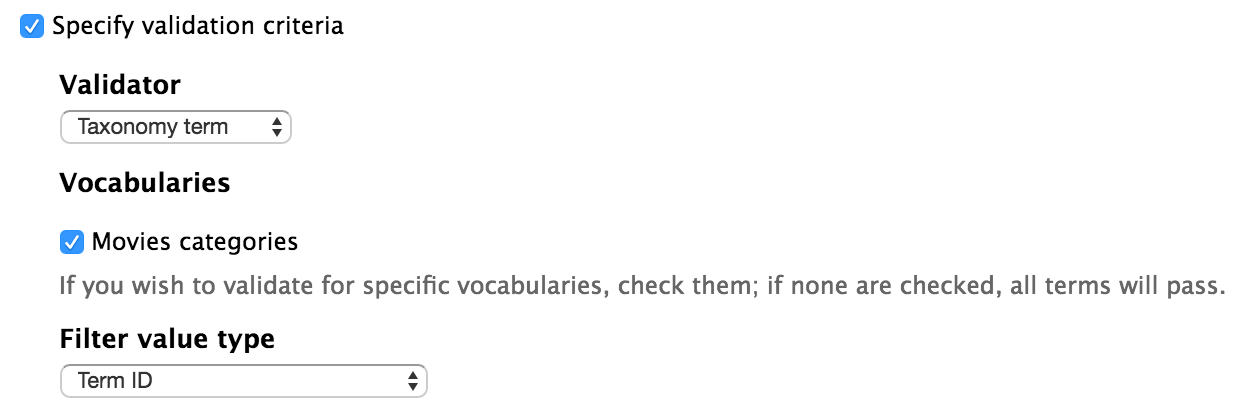 Specify validation criteria
Validator
Taxonomy term
Vocabularies
Movies categories
If you wish to validate for specific vocabularies, check them; if none are checked, all terms will pass.
Filter value type
Term ID